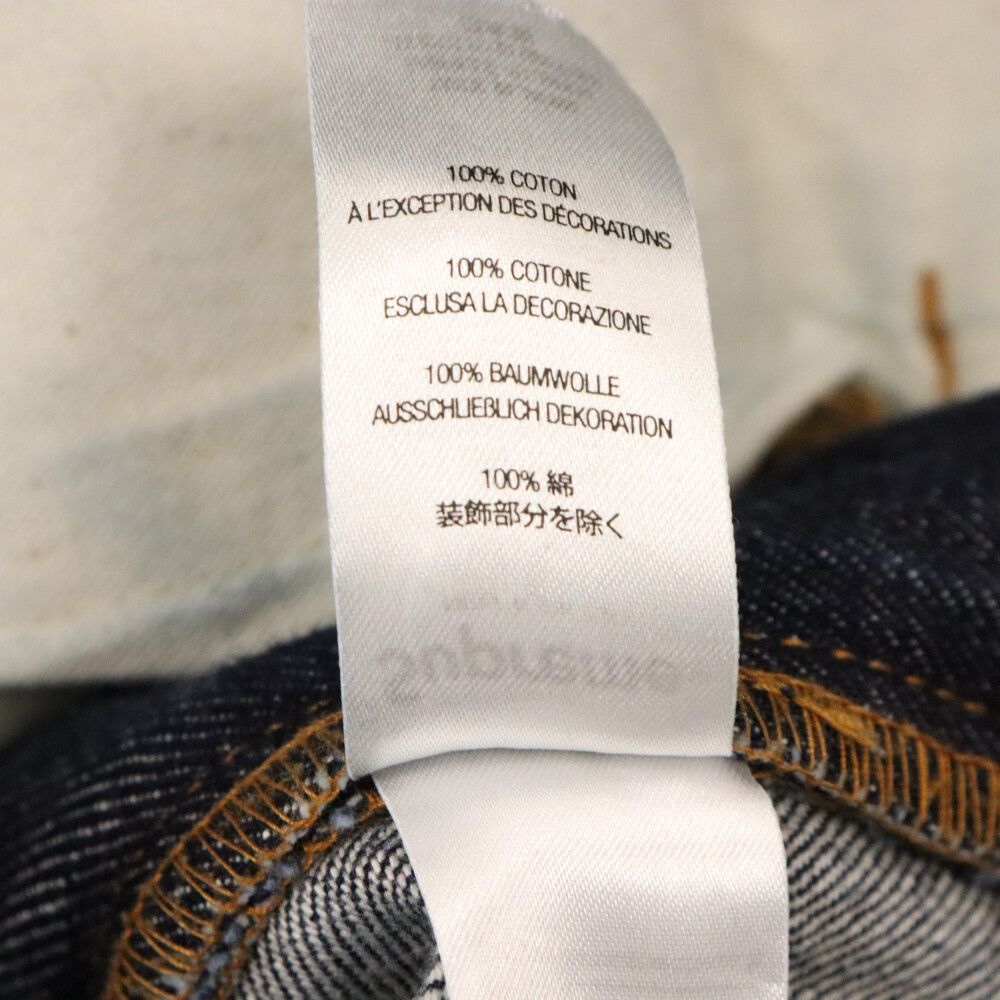 100% COTON
À L'EXCEPTION DES DÉCORATIONS
100% COTONE
ESCLUSA LA DECORAZIONE
100% BAUMWOLLE
AUSSCHLIEßLICH DEKORATION
100% 綿
装飾部分を除く
Supreme